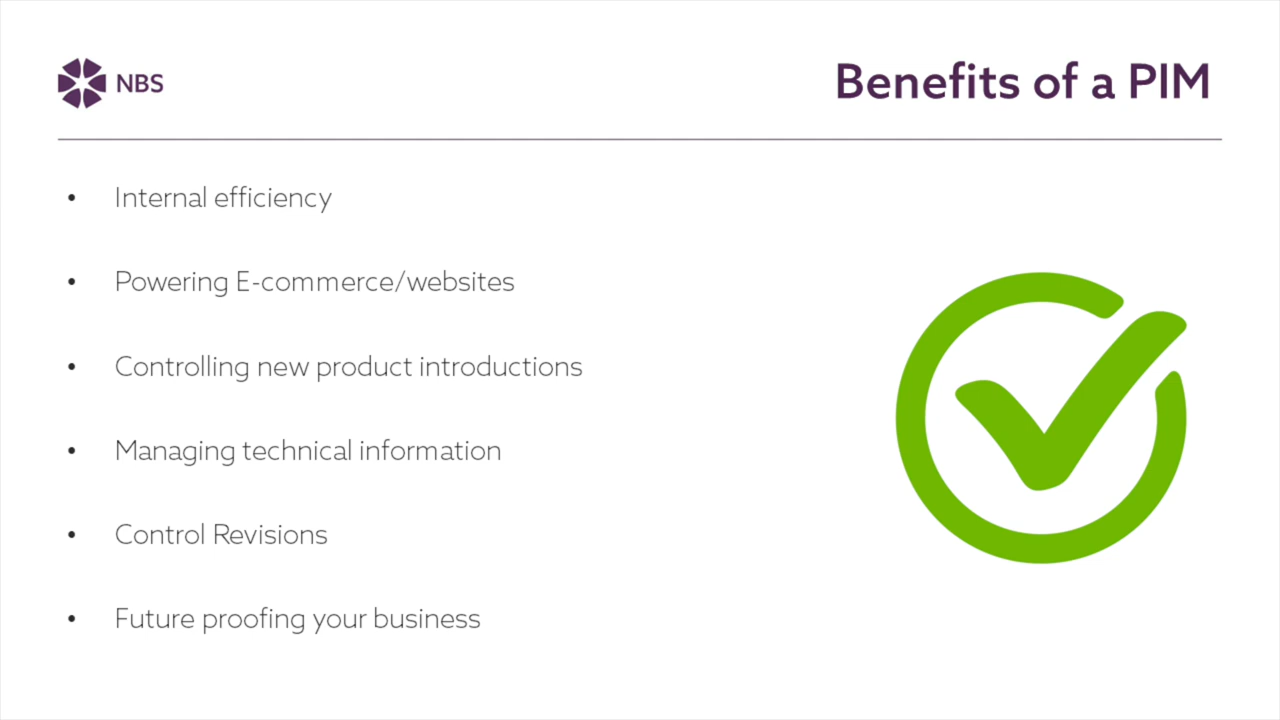 NBS
Benefits of a PIM
• Internal efficiency
• Powering E-commerce/websites
• Controlling new product introductions
• Managing technical information
• Control Revisions
• Future proofing your business